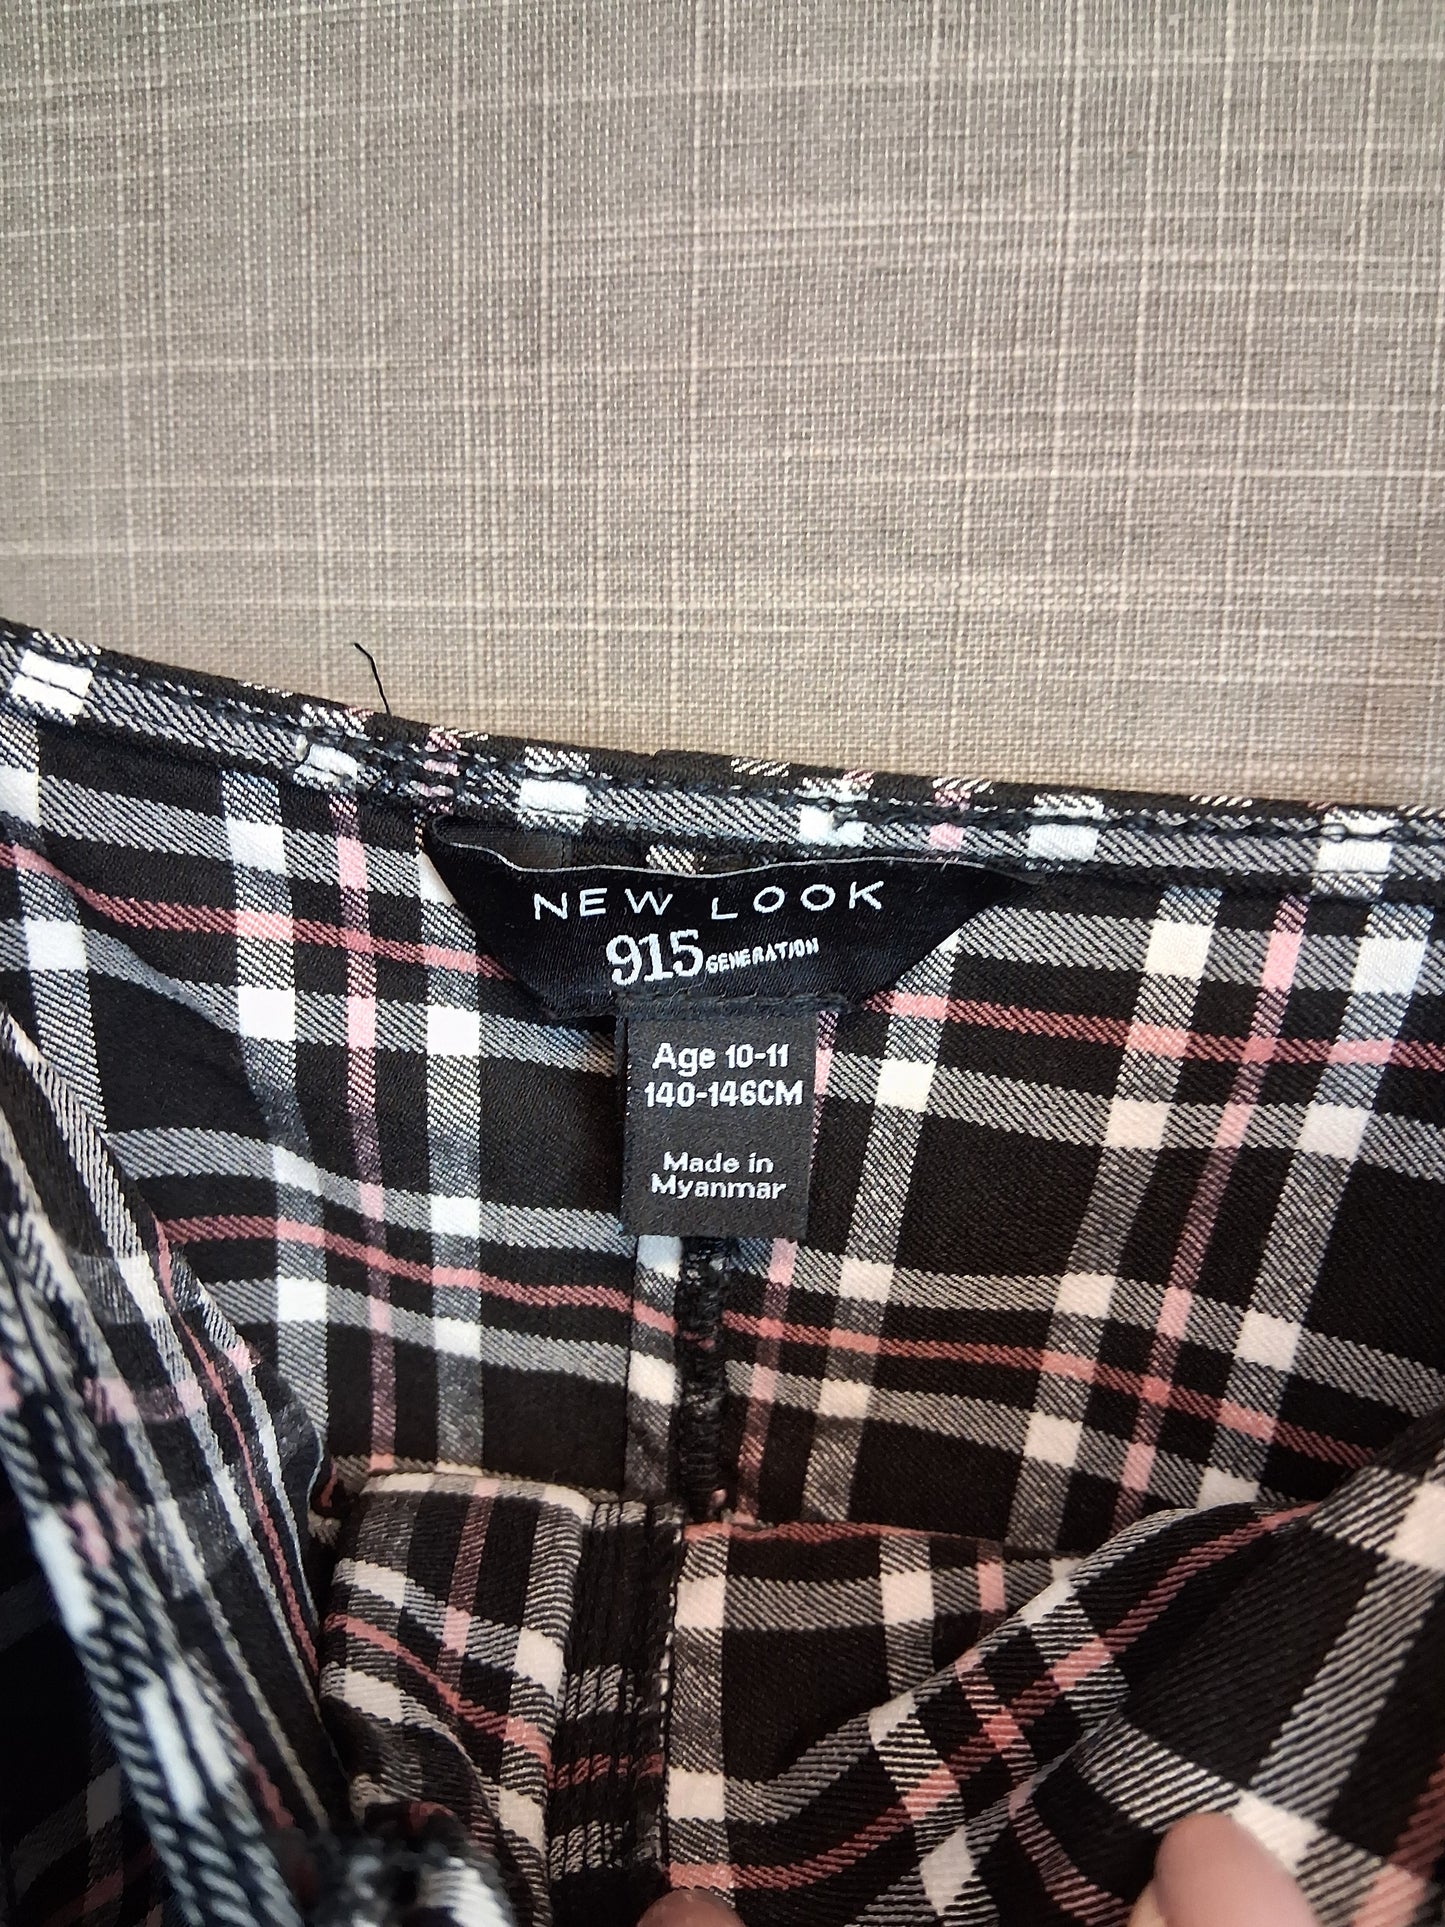 NEW LOOK
915 GENERATION
Age 10-11
140-146CM
Made in
Myanmar